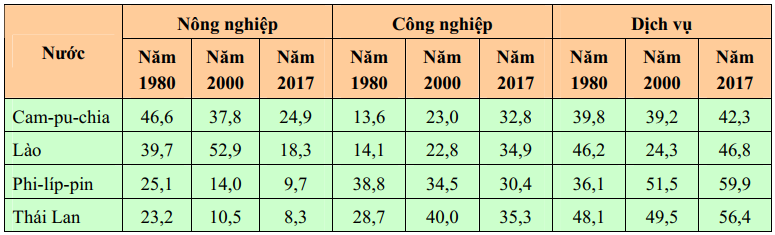 Nước Nông nghiệp Công nghiệp Dịch vụ
Năm 1980 Năm 2000 Năm 2017 Năm 1980 Năm 2000 Năm 2017 Năm 1980 Năm 2000 Năm 2017
Cam-pu-chia 46,6 37,8 24,9 13,6 23,0 32,8 39,8 39,2 42,3
Lào 39,7 52,9 18,3 14,1 22,8 34,9 46,2 24,3 46,8
Phi-líp-pin 25,1 14,0 9,7 38,8 34,5 30,4 36,1 51,5 59,9
Thái Lan 23,2 10,5 8,3 28,7 40,0 35,3 48,1 49,5 56,4